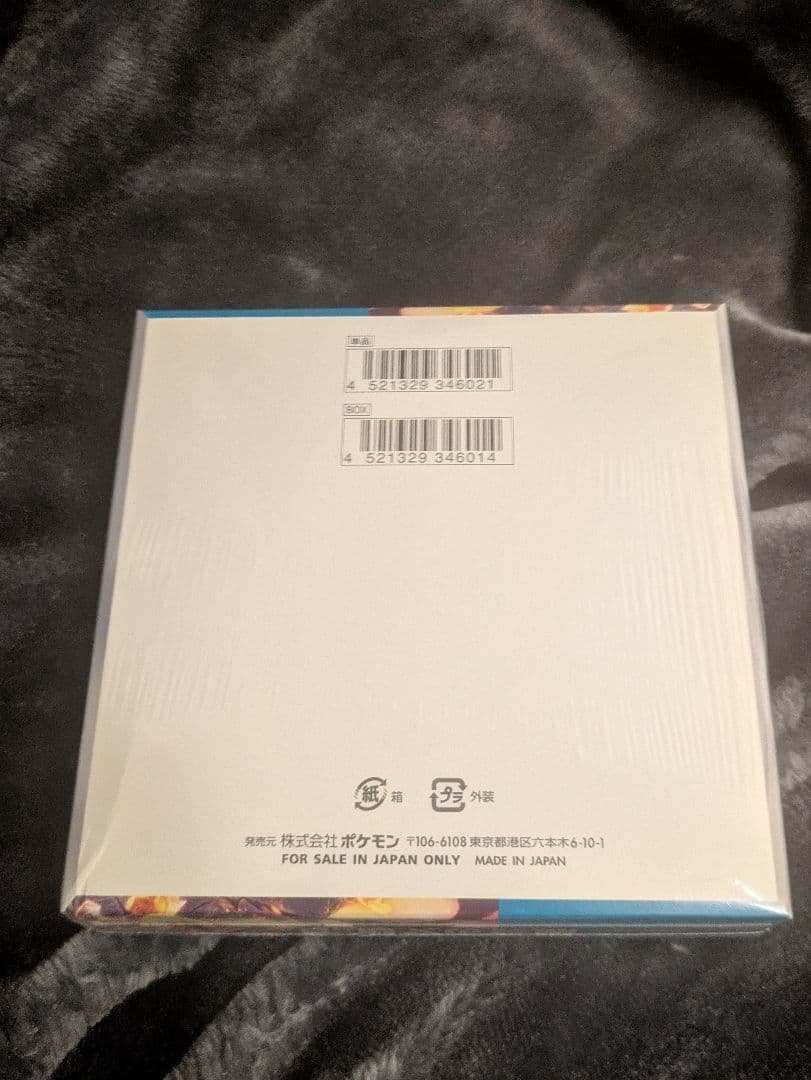 単品
4 521329 346021
BOX
4 521329 346014
紙 箱 プラ 外装
発売元 株式会社ポケモン 〒106-6108 東京都港区六本木6-10-1
FOR SALE IN JAPAN ONLY MADE IN JAPAN